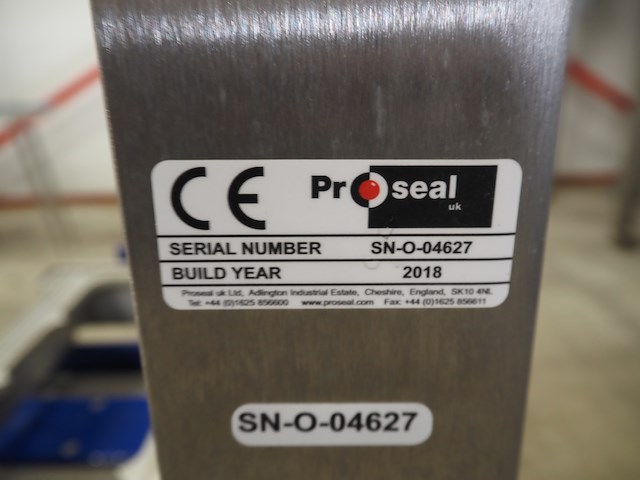 CE Proseal
uk
SERIAL NUMBER SN-O-04627
BUILD YEAR 2018
Proseal uk Ltd, Adlington Industrial Estate, Cheshire, England, SK10 4NL
Tel: +44 (0)1625 856600 www.proseal.com Fax: +44 (0)1625 856611
SN-O-04627